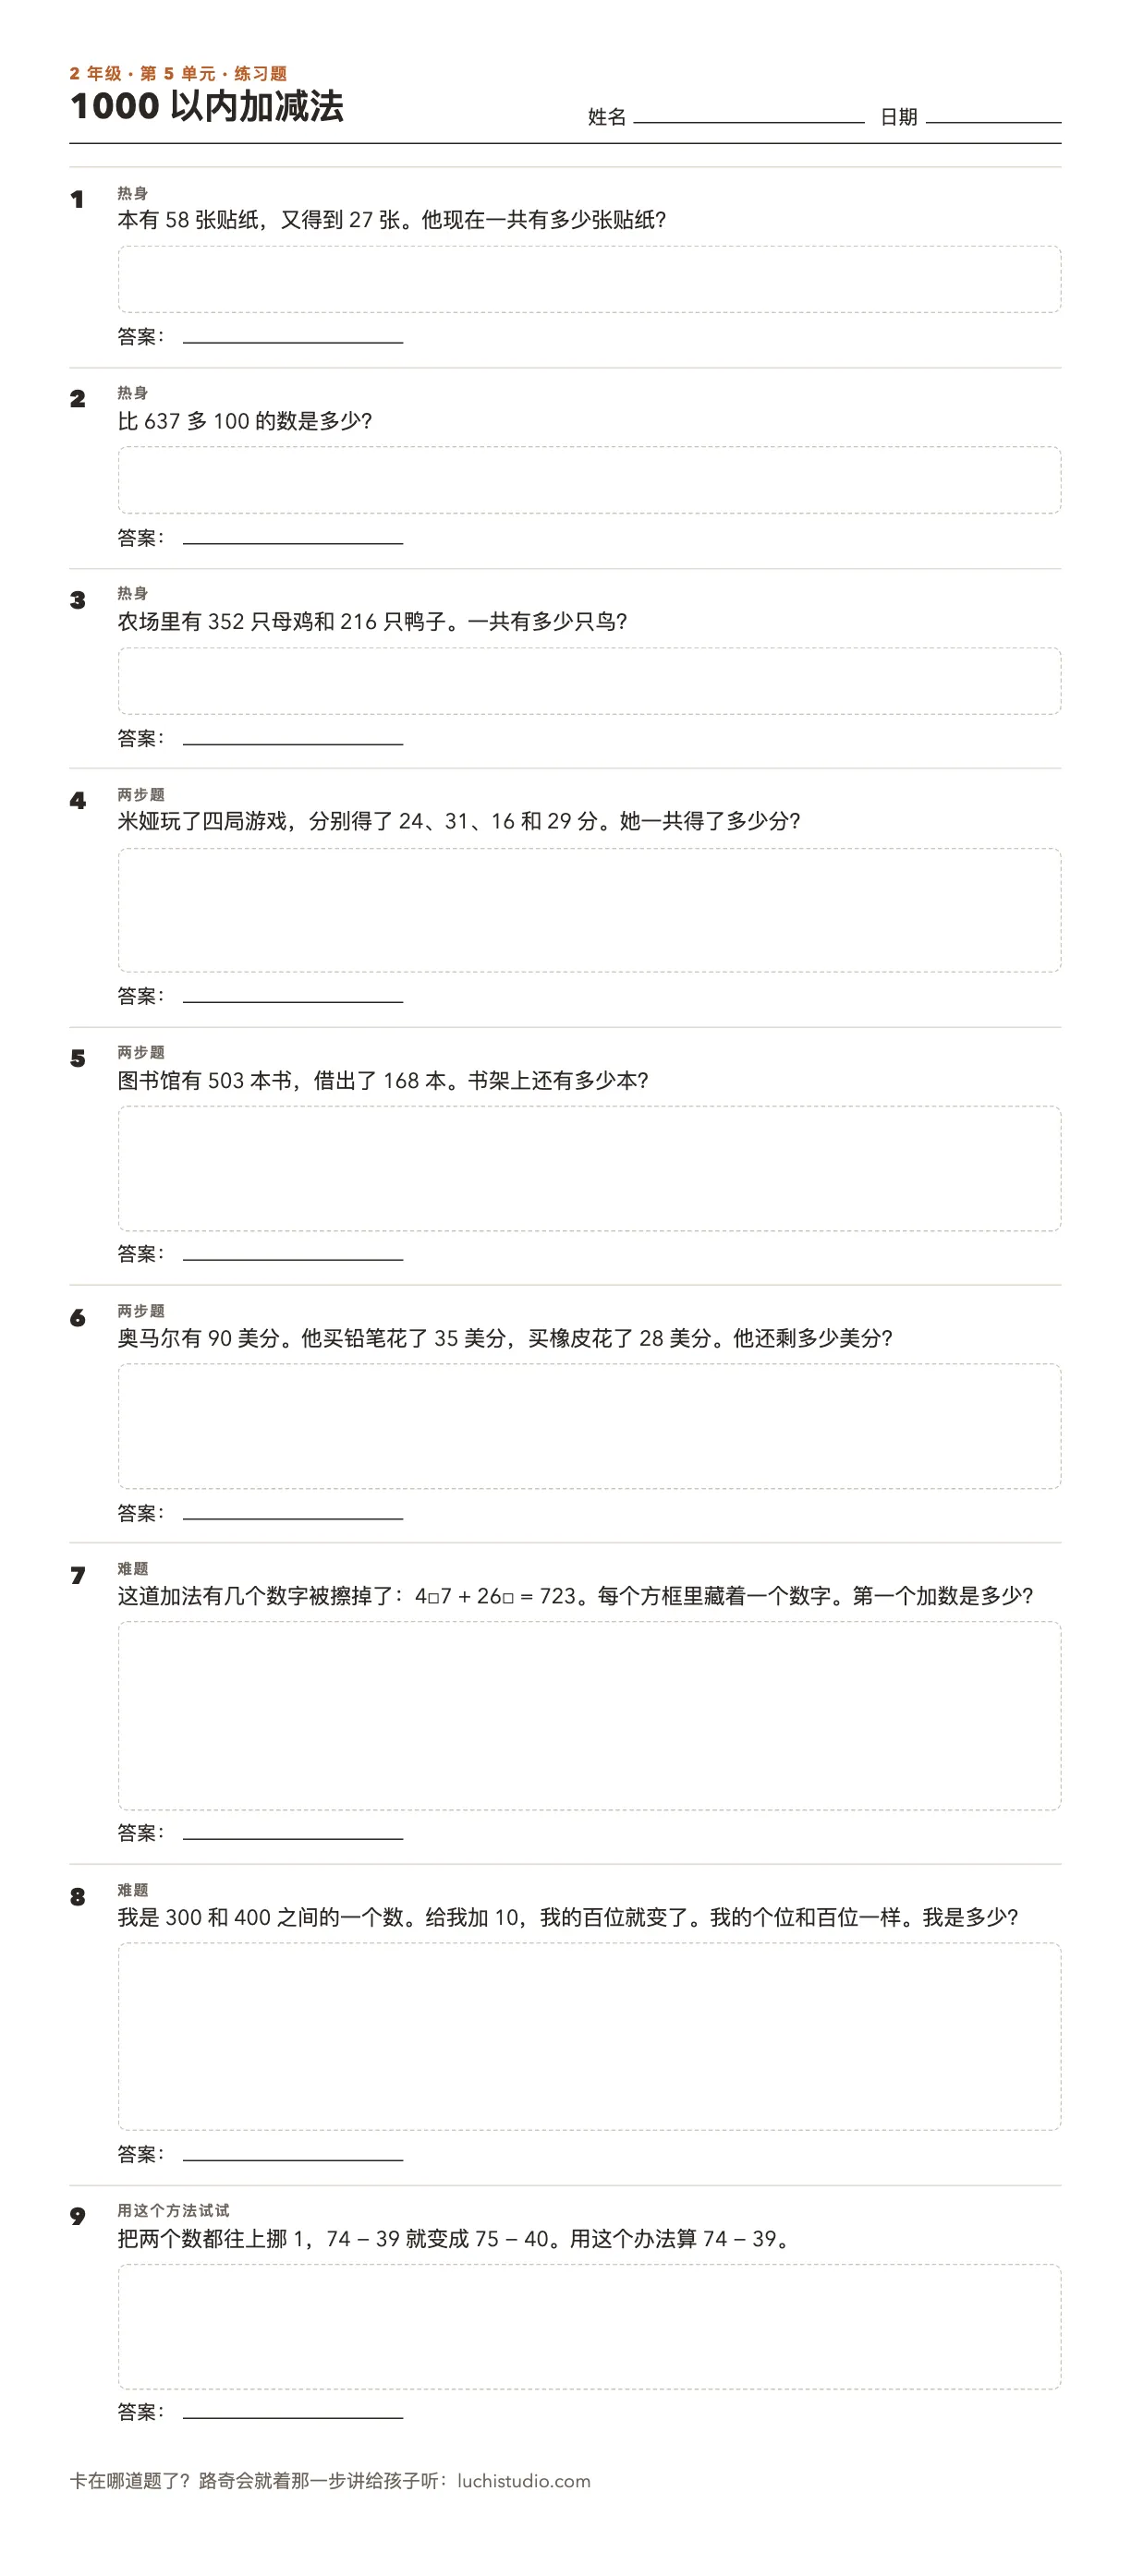 2 年级 · 第 5 单元 · 练习题
1000 以内加减法
姓名 日期
1 热身
本有 58 张贴纸，又得到 27 张。他现在一共有多少张贴纸？
答案：
2 热身
比 637 多 100 的数是多少？
答案：
3 热身
农场里有 352 只母鸡和 216 只鸭子。一共有多少只鸟？
答案：
4 两步题
米娅玩了四局游戏，分别得了 24、31、16 和 29 分。她一共得了多少分？
答案：
5 两步题
图书馆有 503 本书，借出了 168 本。书架上还有多少本？
答案：
6 两步题
奥马尔有 90 美分。他买铅笔花了 35 美分，买橡皮花了 28 美分。他还剩多少美分？
答案：
7 难题
这道加法有几个数字被擦掉了：4□7 + 26□ = 723。每个方框里藏着一个数字。第一个加数是多少？
答案：
8 难题
我是 300 和 400 之间的一个数。给我加 10，我的百位就变了。我的个位和百位一样。我是多少？
答案：
9 用这个方法试试
把两个数都往上挪 1，74 − 39 就变成 75 − 40。用这个办法算 74 − 39。
答案：
卡在哪道题了？路奇会就着那一步讲给孩子听：luchistudio.com